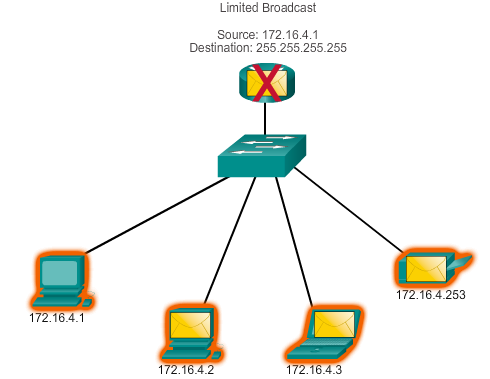 Limited Broadcast
Source: 172.16.4.1
Destination: 255.255.255.255
172.16.4.253
172.16.4.1
172.16.4.2
172.16.4.3